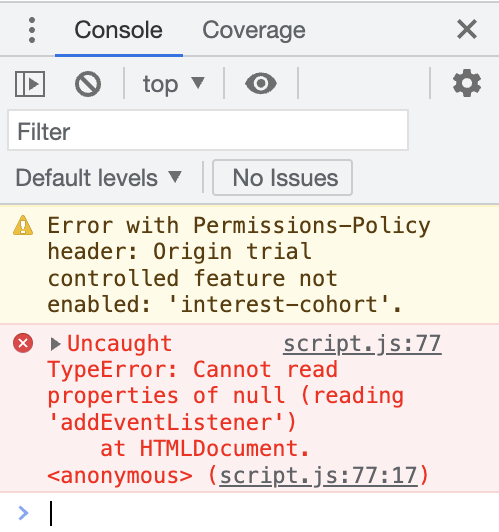 Console Coverage
top
Filter
Default levels No Issues
Error with Permissions-Policy
header: Origin trial
controlled feature not
enabled: 'interest-cohort'.
Uncaught script.js:77
TypeError: Cannot read
properties of null (reading
'addEventListener')
at HTMLDocument.
<anonymous> (script.js:77:17)